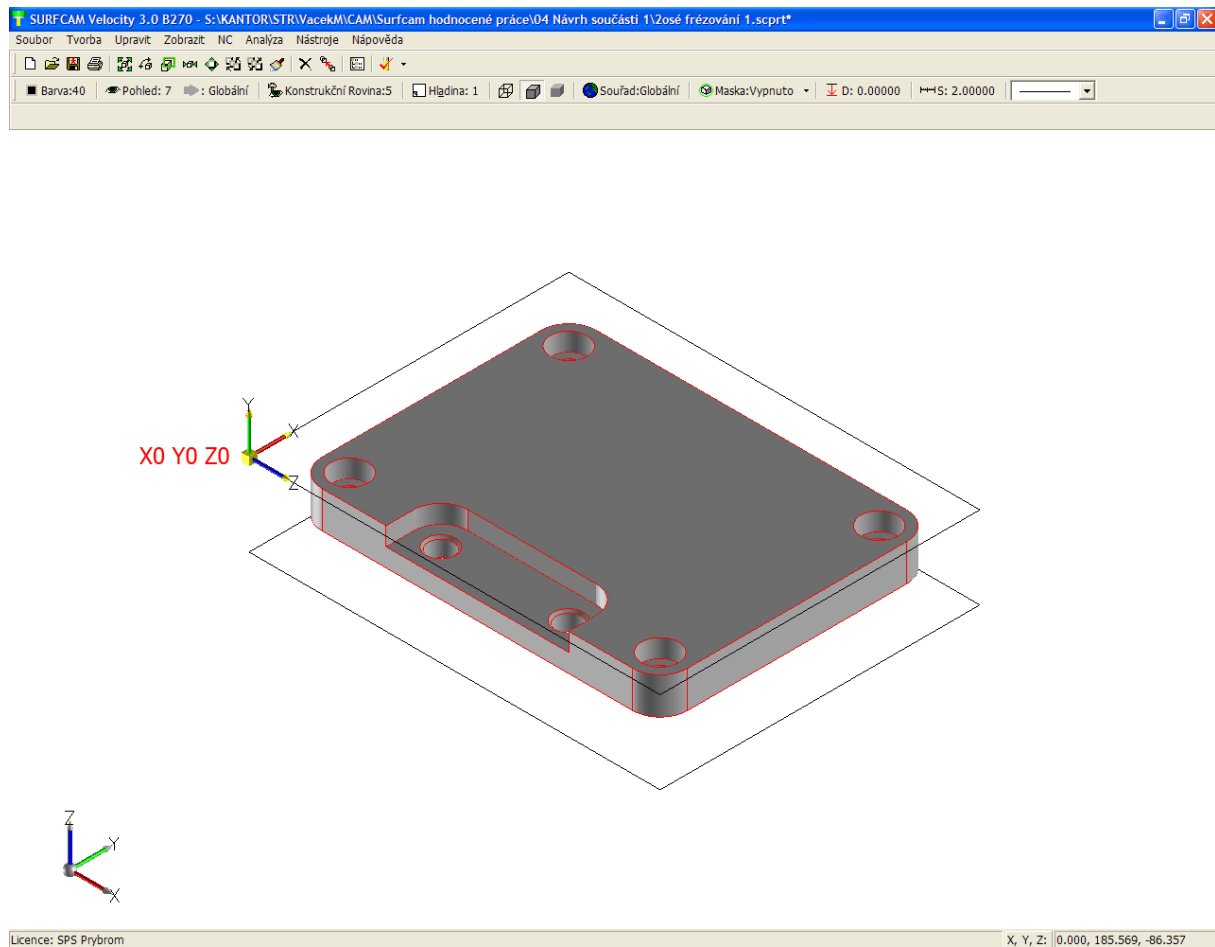 SURFCAM Velocity 3.0 B270 - S:\KANTOR\STR\VacekM\CAM\Surfcam hodnocené práce\04 Návrh součásti 1\2osé frézování 1.scprt*
Soubor Tvorba Upravit Zobrazit NC Analýza Nástroje Nápověda
Barva:40 Pohled: 7 : Globální Konstrukční Rovina:5 Hladina: 1 Souřad:Globální Maska:Vypnuto D: 0.00000 S: 2.00000
Y
X
X0 Y0 Z0
Z
Z
Y
X
Licence: SPS Prybrom X, Y, Z: 0.000, 185.569, -86.357